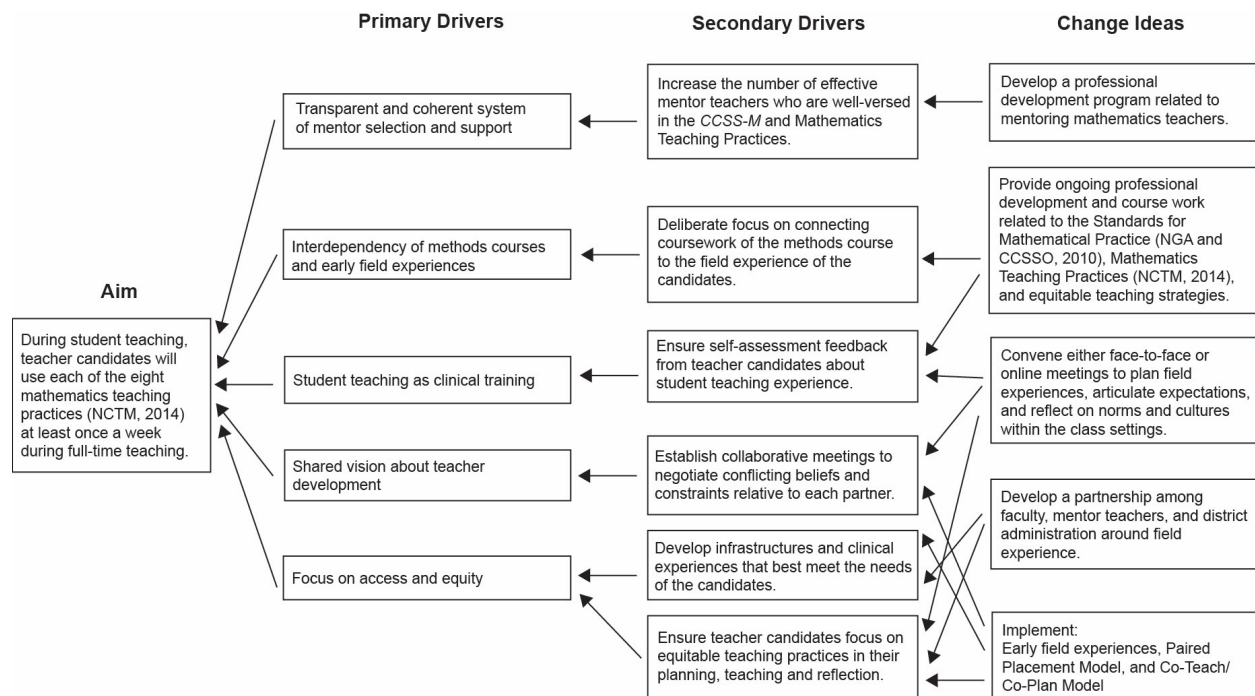 Primary Drivers
Secondary Drivers
Change Ideas
Transparent and coherent system
of mentor selection and support
Increase the number of effective
mentor teachers who are well-versed
in the CCSS-M and Mathematics
Teaching Practices.
Develop a professional
development program related to
mentoring mathematics teachers.
Interdependency of methods courses
and early field experiences
Deliberate focus on connecting
coursework of the methods course
to the field experience of the
candidates.
Provide ongoing professional
development and course work
related to the Standards for
Mathematical Practice (NGA and
CCSSO, 2010), Mathematics
Teaching Practices (NCTM, 2014),
and equitable teaching strategies.
Aim
During student teaching,
teacher candidates will
use each of the eight
mathematics teaching
practices (NCTM, 2014)
at least once a week
during full-time teaching.
Student teaching as clinical training
Ensure self-assessment feedback
from teacher candidates about
student teaching experience.
Convene either face-to-face or
online meetings to plan field
experiences, articulate expectations,
and reflect on norms and cultures
within the class settings.
Shared vision about teacher
development
Establish collaborative meetings to
negotiate conflicting beliefs and
constraints relative to each partner.
Develop a partnership among
faculty, mentor teachers, and district
administration around field
experience.
Focus on access and equity
Develop infrastructures and clinical
experiences that best meet the needs
of the candidates.
Ensure teacher candidates focus on
equitable teaching practices in their
planning, teaching and reflection.
Implement:
Early field experiences, Paired
Placement Model, and Co-Teach/
Co-Plan Model